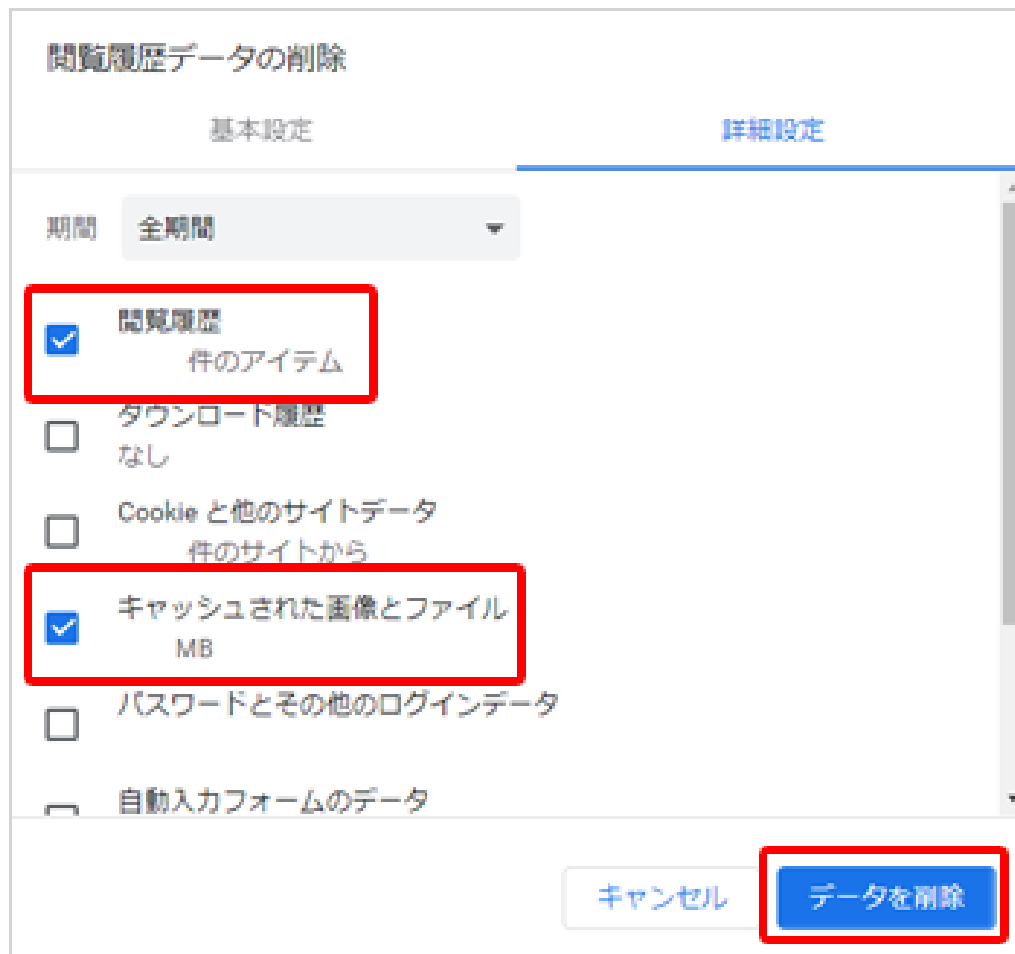 閲覧履歴データの削除
基本設定 詳細設定
期間 全期間
閲覧履歴
件のアイテム
ダウンロード履歴
なし
Cookie と他のサイトデータ
件のサイトから
キャッシュされた画像とファイル
MB
パスワードとその他のログインデータ
自動入力フォームのデータ
キャンセル データを削除